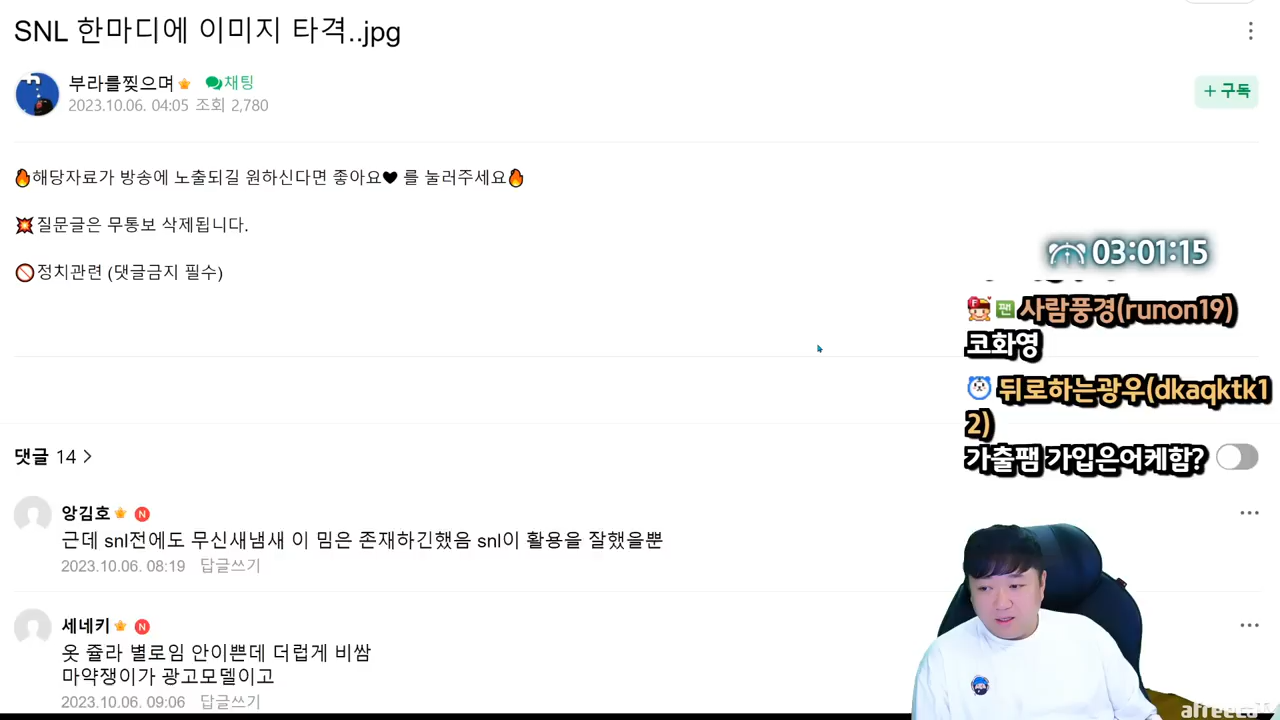 SNL 한마디에 이미지 타격..jpg
부라를찢으며 채팅
2023.10.06. 04:05 조회 2,780
+ 구독
🔥해당자료가 방송에 노출되길 원하신다면 좋아요🖤 를 눌러주세요🔥
💥질문글은 무통보 삭제됩니다.
🚫정치관련 (댓글금지 필수)
03:01:15
F 팬 사람풍경(runon19)
코화영
뒤로하는광우(dkaqktk1
2)
가출팸 가입은어케함?
댓글 14 >
앙김호 N
근데 snl전에도 무신새냄새 이 밈은 존재하긴했음 snl이 활용을 잘했을뿐
2023.10.06. 08:19 답글쓰기
세네키 N
옷 쥴라 별로임 안이쁜데 더럽게 비쌈
마약쟁이가 광고모델이고
2023.10.06. 09:06 답글쓰기
afreecaTV